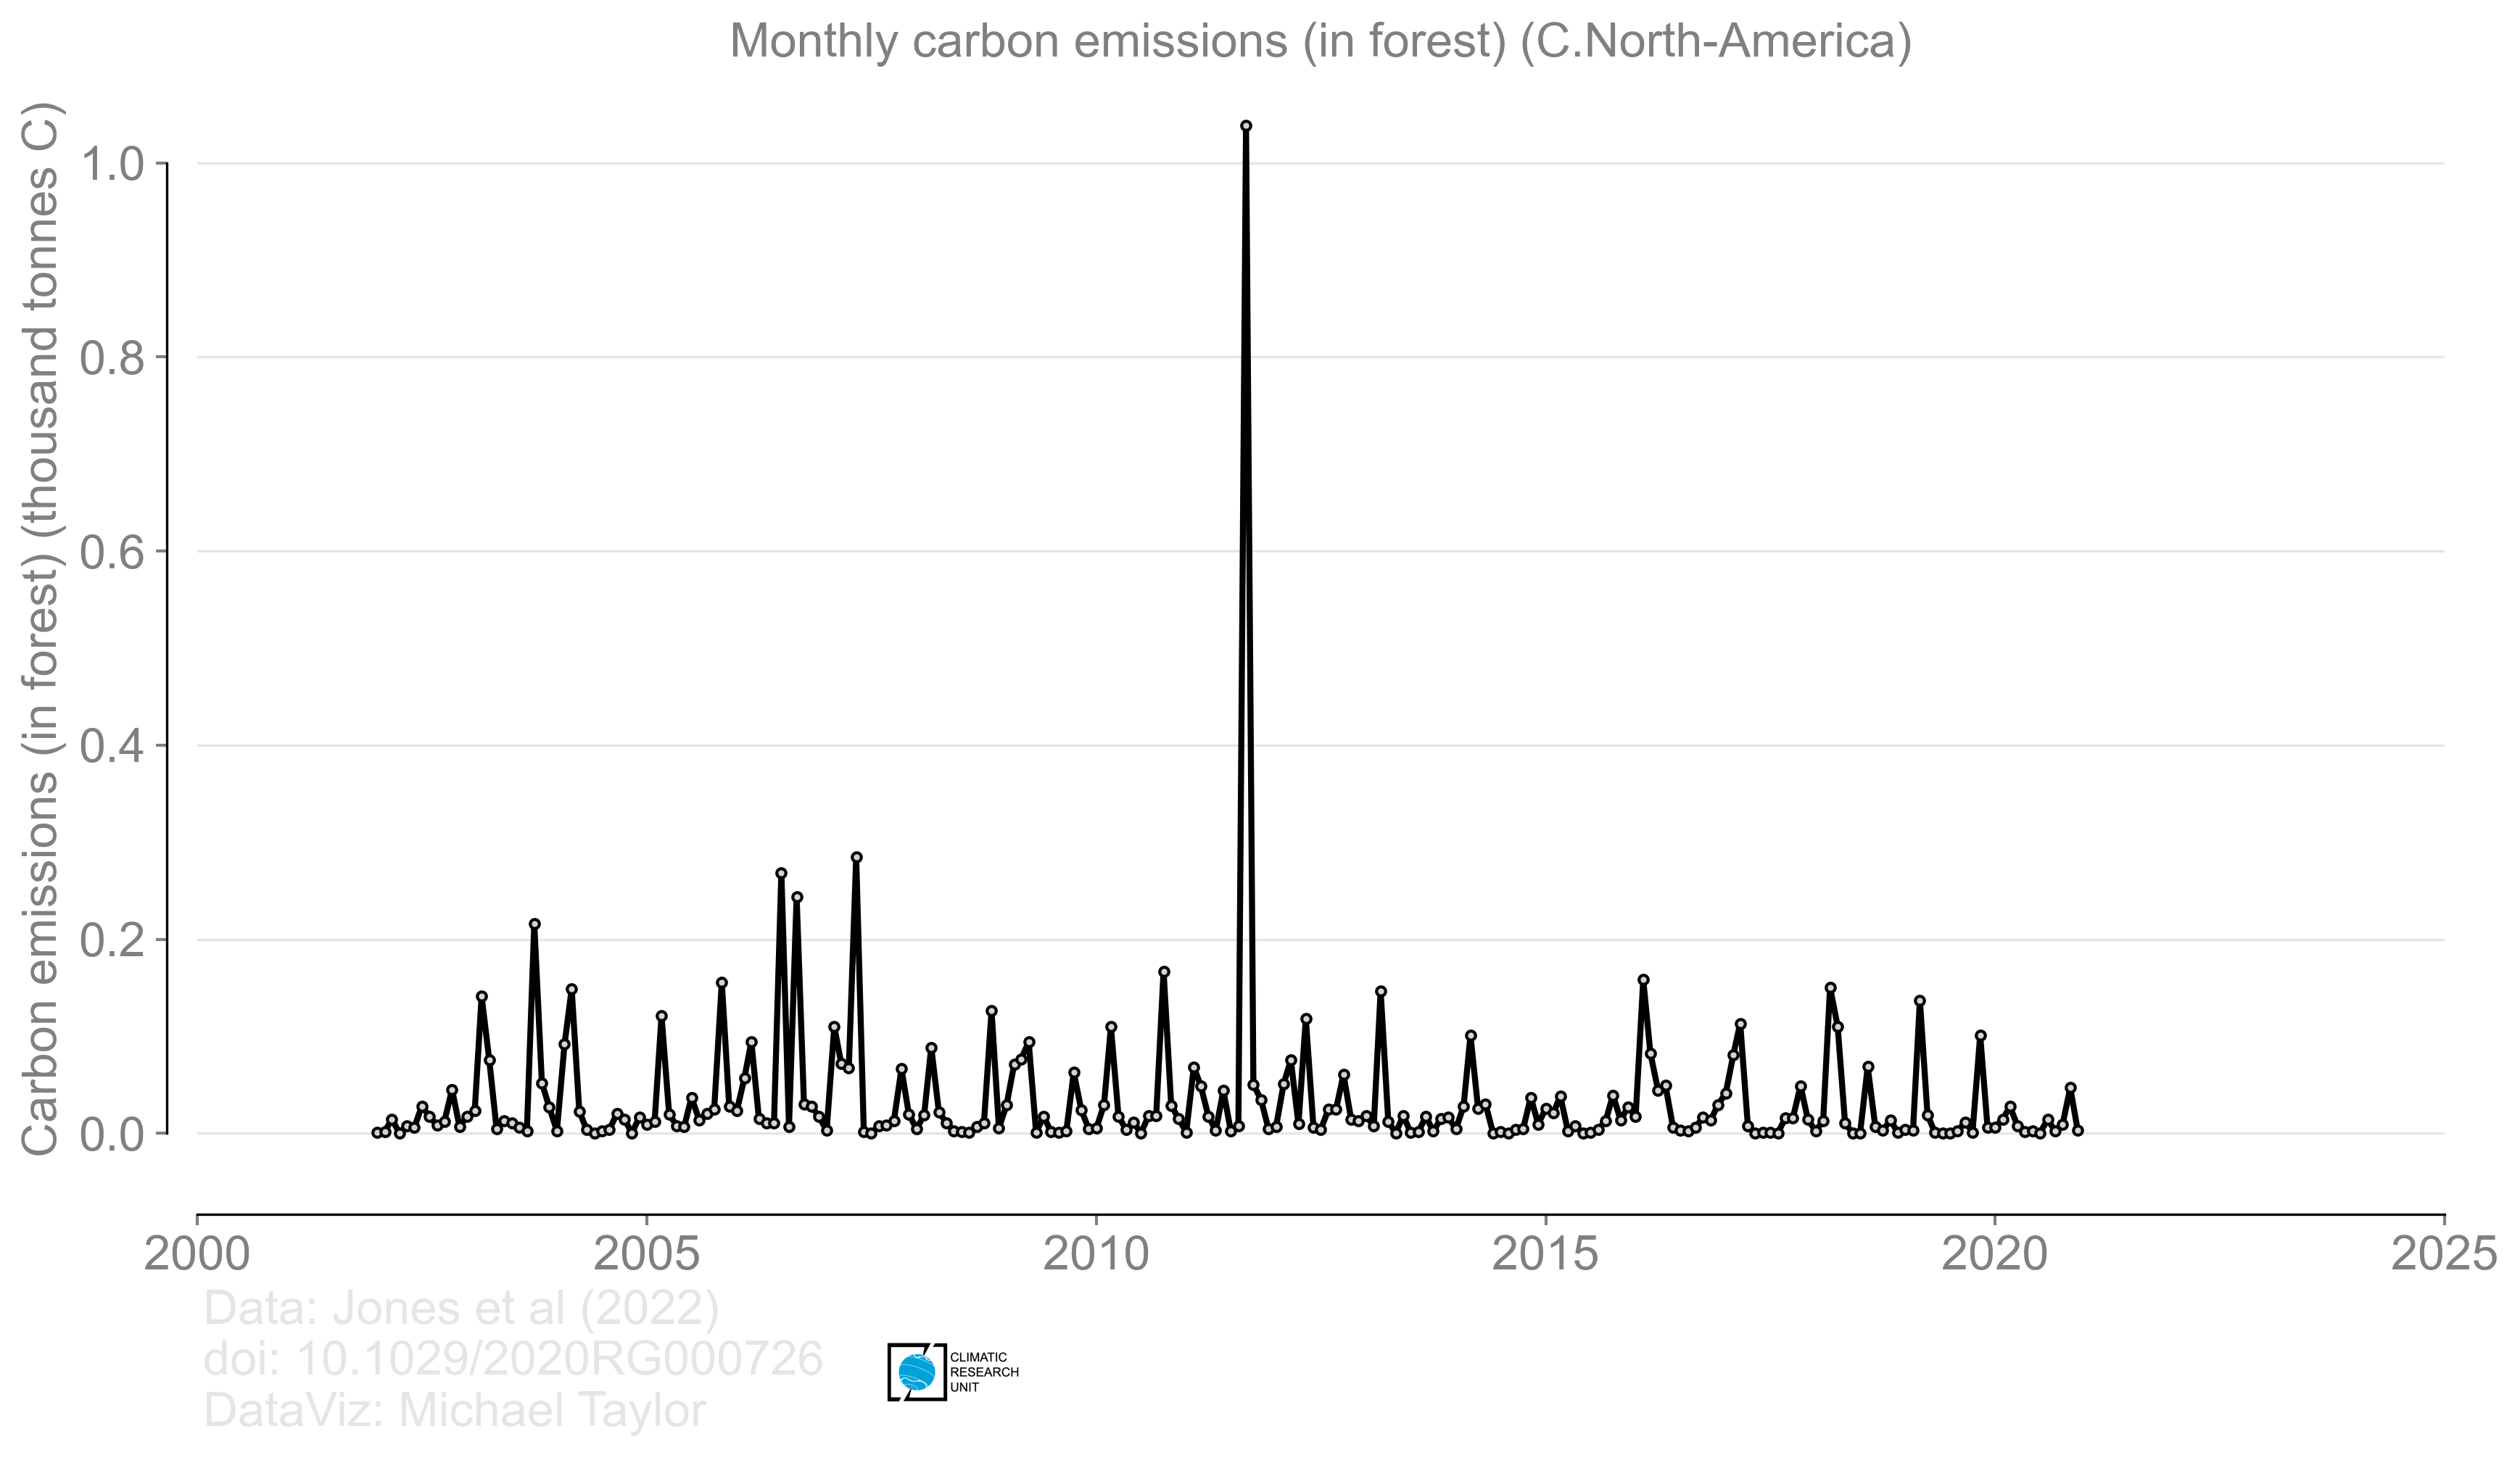 Monthly carbon emissions (in forest) (C.North-America)
Carbon emissions (in forest) (thousand tonnes C)
1.0
0.8
0.6
0.4
0.2
0.0
2000 2005 2010 2015 2020 2025
Data: Jones et al (2022)
doi: 10.1029/2020RG000726
DataViz: Michael Taylor
CLIMATIC
RESEARCH
UNIT